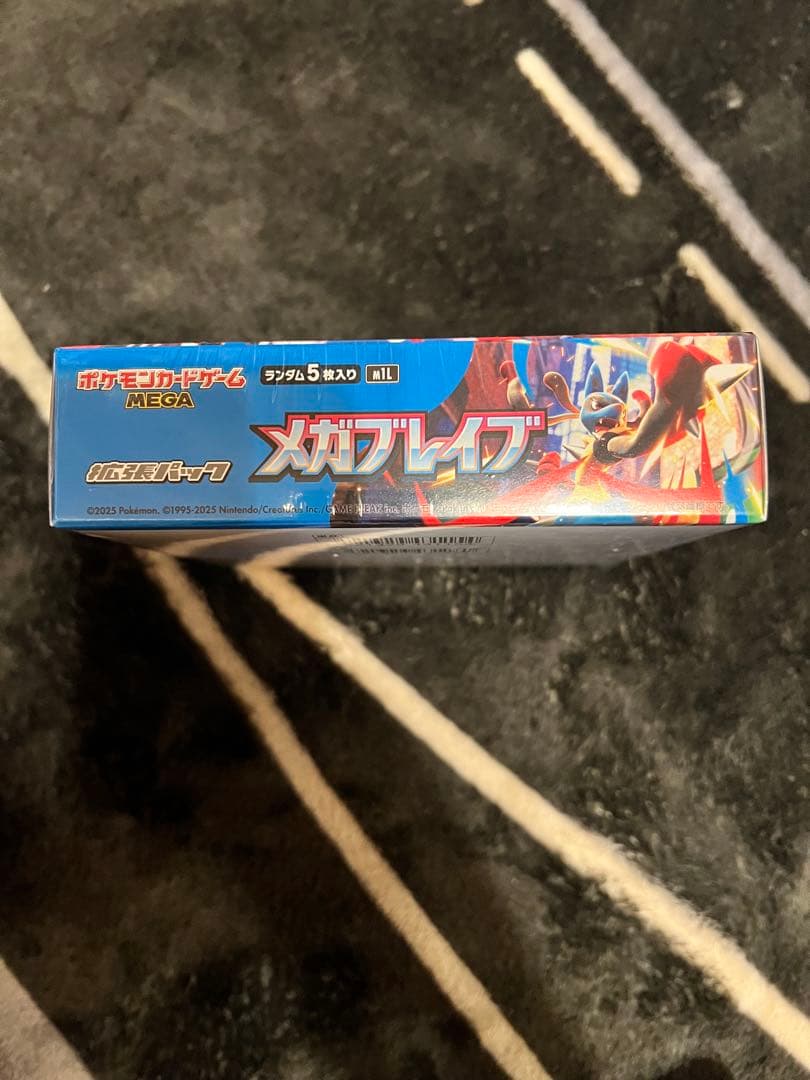 ポケモンカードゲーム
MEGA
ランダム5枚入り
M1L
メガブレイブ
拡張パック
©2025 Pokémon. ©1995-2025 Nintendo/Creatures Inc./GAME FREAK inc.